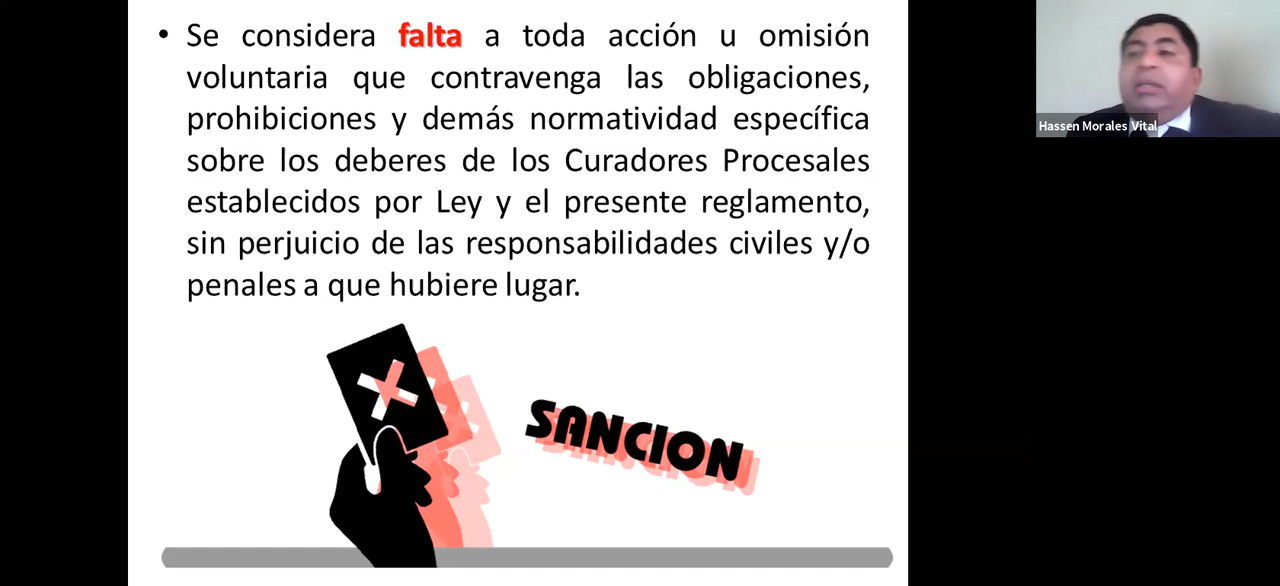 • Se considera falta a toda acción u omisión
voluntaria que contravenga las obligaciones,
prohibiciones y demás normatividad específica
sobre los deberes de los Curadores Procesales
establecidos por Ley y el presente reglamento,
sin perjuicio de las responsabilidades civiles y/o
penales a que hubiere lugar.
SANCION
Hassen Morales Vital